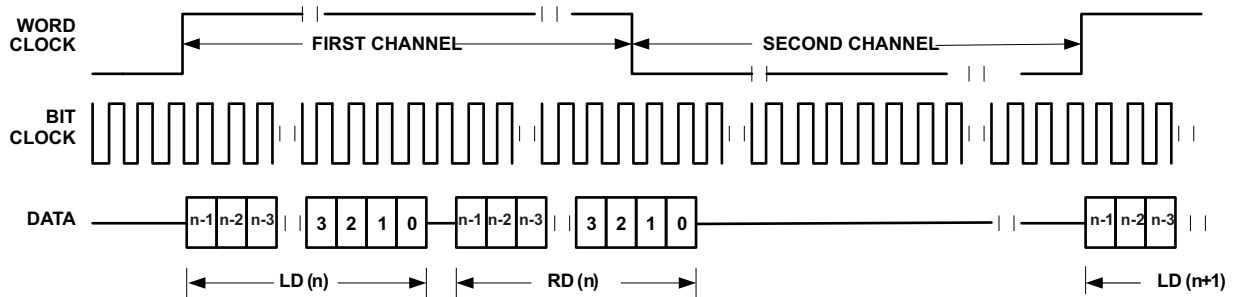 WORD
CLOCK
FIRST CHANNEL
SECOND CHANNEL
BIT
CLOCK
DATA
n-1 n-2 n-3 3 2 1 0 n-1 n-2 n-3 3 2 1 0 n-1 n-2 n-3
LD (n) RD (n) LD (n+1)